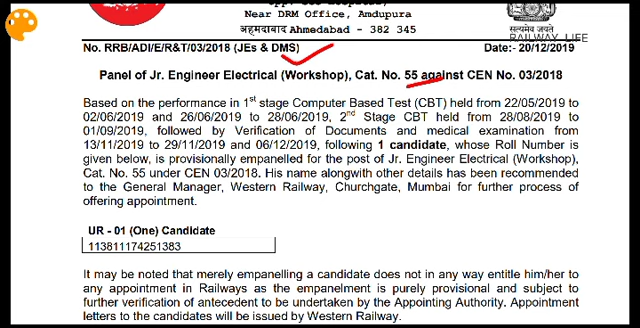 Near DRM Office, Amdupura
अहमदाबाद Ahmedabad - 382 345
सत्यमेव जयते
RAILWAY LIFE
No. RRB/ADI/E/R&T/03/2018 (JEs & DMS) Date:- 20/12/2019
Panel of Jr. Engineer Electrical (Workshop), Cat. No. 55 against CEN No. 03/2018
Based on the performance in 1st stage Computer Based Test (CBT) held from 22/05/2019 to
02/06/2019 and 26/06/2019 to 28/06/2019, 2nd Stage CBT held from 28/08/2019 to
01/09/2019, followed by Verification of Documents and medical examination from
13/11/2019 to 29/11/2019 and 06/12/2019, following 1 candidate, whose Roll Number is
given below, is provisionally empanelled for the post of Jr. Engineer Electrical (Workshop),
Cat. No. 55 under CEN 03/2018. His name alongwith other details has been recommended
to the General Manager, Western Railway, Churchgate, Mumbai for further process of
offering appointment.
UR - 01 (One) Candidate
113811174251383
It may be noted that merely empanelling a candidate does not in any way entitle him/her to
any appointment in Railways as the empanelment is purely provisional and subject to
further verification of antecedent to be undertaken by the Appointing Authority. Appointment
letters to the candidates will be issued by Western Railway.